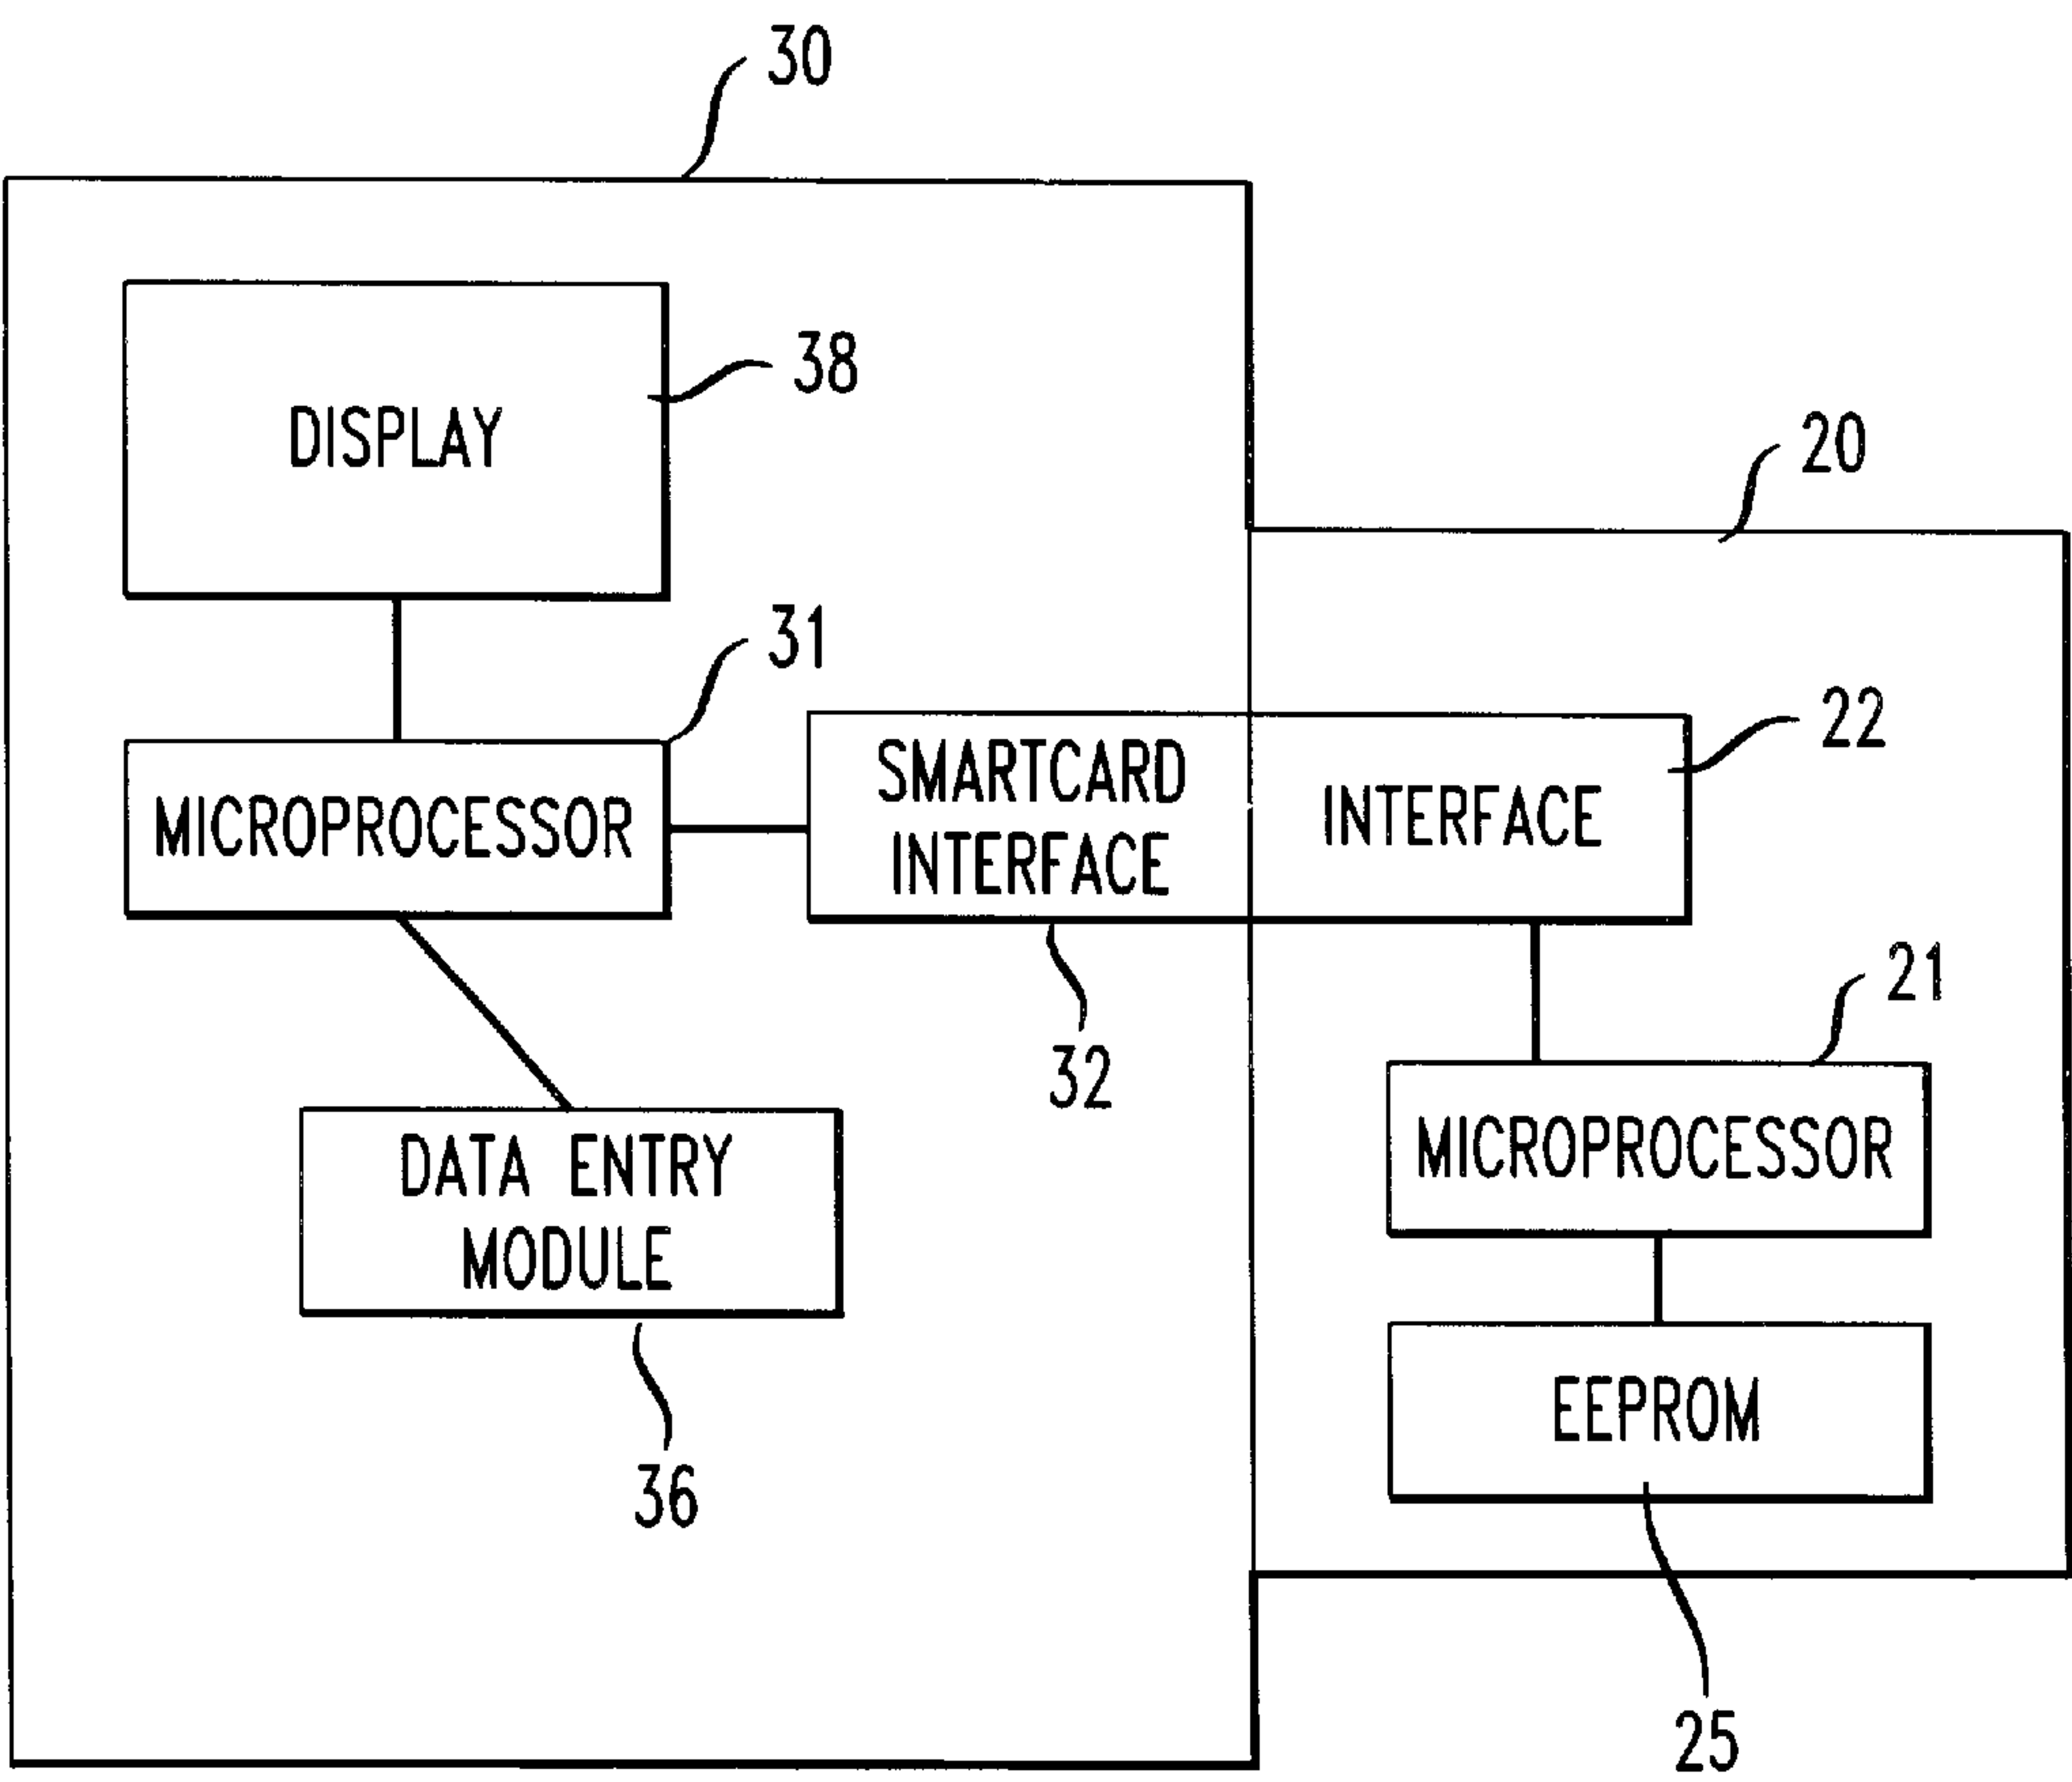 30
DISPLAY
38
20
31
MICROPROCESSOR
SMARTCARD
INTERFACE
INTERFACE
22
32
21
MICROPROCESSOR
DATA ENTRY
MODULE
36
EEPROM
25